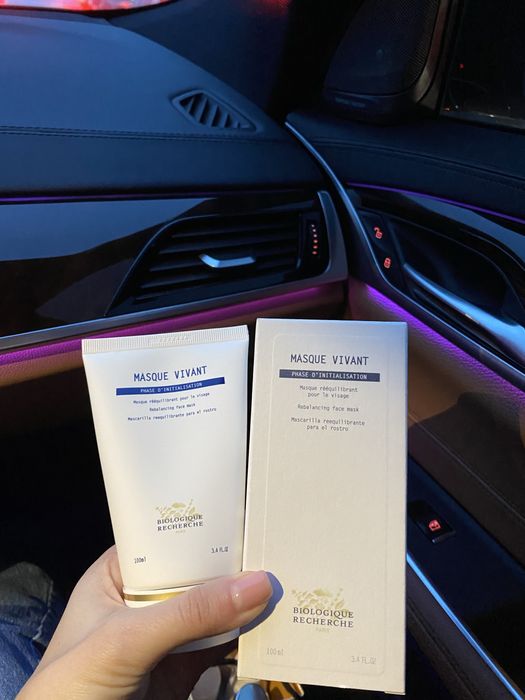 MASQUE VIVANT
PHASE D'INITIALISATION
Masque rééquilibrant pour le visage
Rebalancing face mask
Mascarilla reequilibrante para el rostro
BIOLOGIQUE
RECHERCHE
PARIS
100ml
3.4 FL.OZ
MASQUE VIVANT
PHASE D'INITIALISATION
Masque rééquilibrant
pour le visage
Rebalancing face mask
Mascarilla reequilibrante
para el rostro
BIOLOGIQUE
RECHERCHE
PARIS
100ml
3.4 FL.OZ